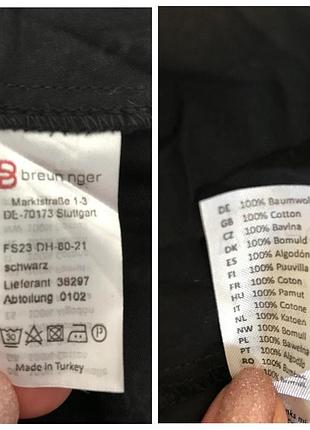 breuninger
Marktstraße 1-3
DE-70173 Stuttgart
FS23 DH-80-21
schwarz
Lieferant 38297
Abteilung 0102
30
Made in Turkey
DE 100% Baumwol
GB 100% Cotton
CZ 100% Bavlna
DK 100% Bomuld
ES 100% Algodón
FI 100% Puuvilla
FR 100% Coton
HU 100% Pamut
IT 100% Cotone
NL 100% Katoen
NW 100% Bomull
PL 100% Bawełna
PT 100% Algodão
RO 100% Bumbac